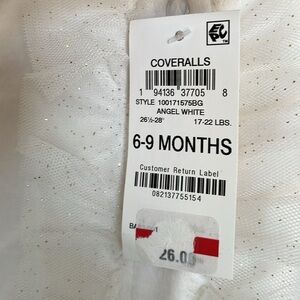 COVERALLS
1 94136 37705 8
STYLE 100171575BG
ANGEL WHITE
26½-28" 17-22 LBS.
6-9 MONTHS
Customer Return Label
082137755154
26.00